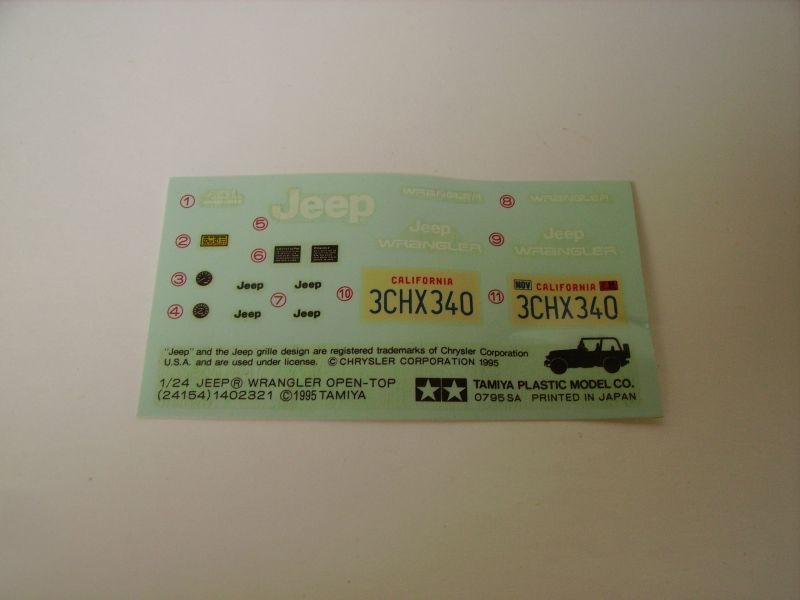 1
WRANGLER
8
WRANGLER
5
Jeep
2
Jeep
WRANGLER
9
Jeep
WRANGLER
6
3
Jeep
Jeep
7
4
Jeep
Jeep
10
CALIFORNIA
3CHX340
11
NOV CALIFORNIA
3CHX340
"Jeep" and the Jeep grille design are registered trademarks of Chrysler Corporation
U.S.A. and are used under license. © CHRYSLER CORPORATION 1995
1/24 JEEP® WRANGLER OPEN-TOP
(24154) 1402321 © 1995 TAMIYA
TAMIYA PLASTIC MODEL CO.
0795SA PRINTED IN JAPAN